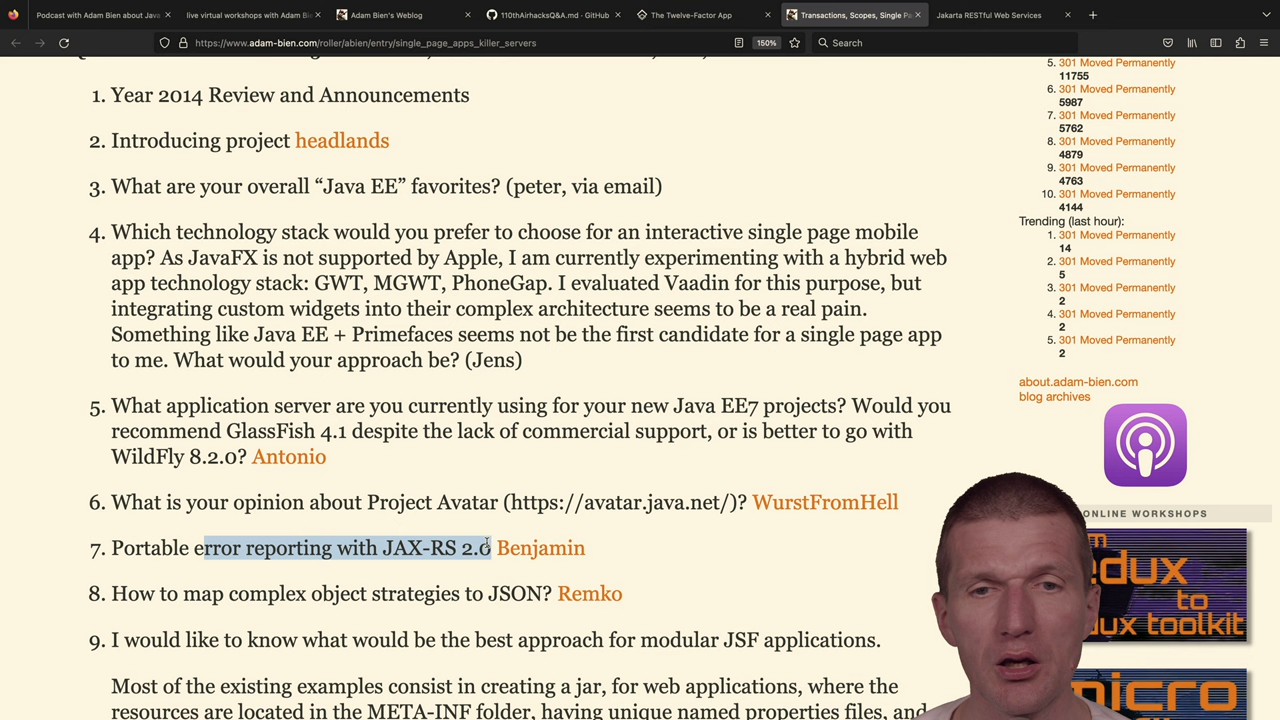 Podcast with Adam Bien about Java
live virtual workshops with Adam Bi
Adam Bien's Weblog
110thAirhacksQ&A.md · GitHub
The Twelve-Factor App
Transactions, Scopes, Single P
Jakarta RESTful Web Services
https://www.adam-bien.com/roller/abien/entry/single_page_apps_killer_servers
150%
Search
1. Year 2014 Review and Announcements
2. Introducing project headlands
3. What are your overall “Java EE” favorites? (peter, via email)
4. Which technology stack would you prefer to choose for an interactive single page mobile
app? As JavaFX is not supported by Apple, I am currently experimenting with a hybrid web
app technology stack: GWT, MGWT, PhoneGap. I evaluated Vaadin for this purpose, but
integrating custom widgets into their complex architecture seems to be a real pain.
Something like Java EE + Primefaces seems not be the first candidate for a single page app
to me. What would your approach be? (Jens)
5. What application server are you currently using for your new Java EE7 projects? Would you
recommend GlassFish 4.1 despite the lack of commercial support, or is better to go with
WildFly 8.2.0? Antonio
6. What is your opinion about Project Avatar (https://avatar.java.net/)? WurstFromHell
7. Portable error reporting with JAX-RS 2.0 Benjamin
8. How to map complex object strategies to JSON? Remko
9. I would like to know what would be the best approach for modular JSF applications.
Most of the existing examples consist in creating a jar, for web applications, where the
resources are located in the META-INF folder, having unique named properties files, and
5. 301 Moved Permanently
11755
6. 301 Moved Permanently
5987
7. 301 Moved Permanently
5762
8. 301 Moved Permanently
4879
9. 301 Moved Permanently
4763
10. 301 Moved Permanently
4144
Trending (last hour):
1. 301 Moved Permanently
14
2. 301 Moved Permanently
5
3. 301 Moved Permanently
2
4. 301 Moved Permanently
2
5. 301 Moved Permanently
2
about.adam-bien.com
blog archives
ONLINE WORKSHOPS
edux
to
dux toolkit
micro